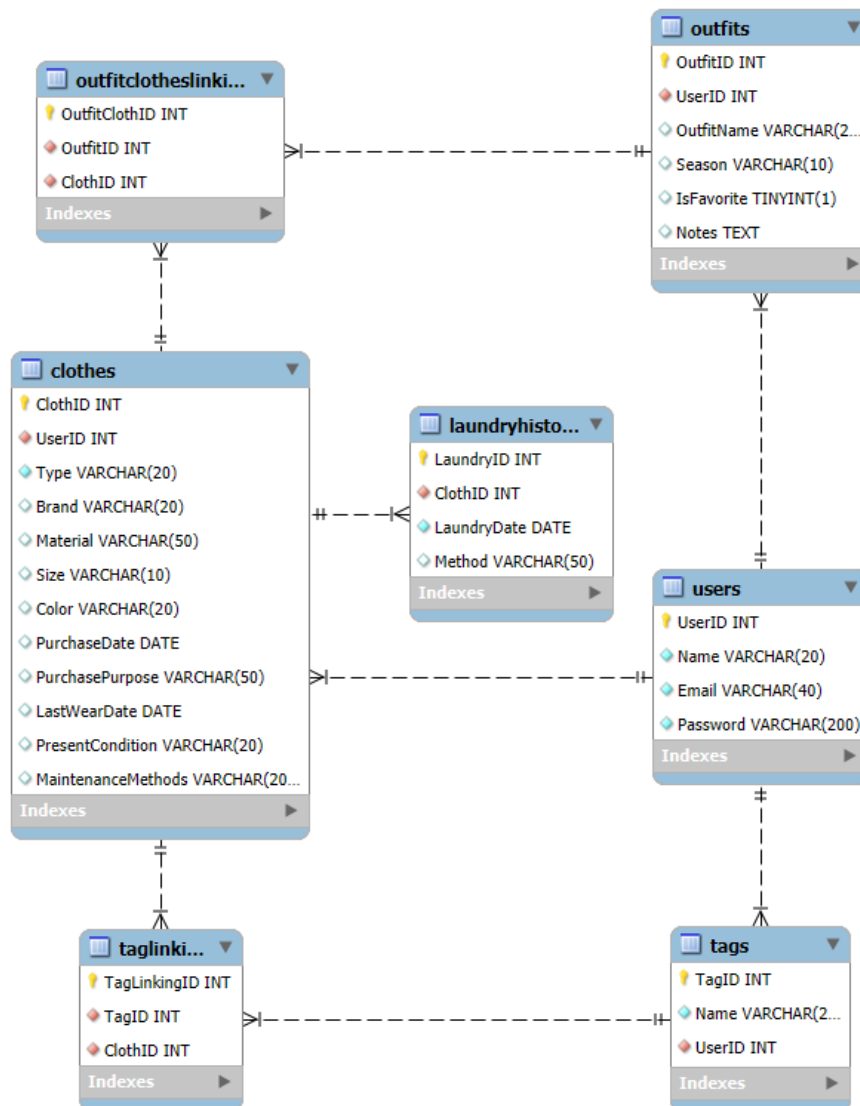 outfits
OutfitID INT
UserID INT
OutfitName VARCHAR(2...
Season VARCHAR(10)
IsFavorite TINYINT(1)
Notes TEXT
Indexes
outfitclotheslinki...
OutfitClothID INT
OutfitID INT
ClothID INT
Indexes
clothes
ClothID INT
UserID INT
Type VARCHAR(20)
Brand VARCHAR(20)
Material VARCHAR(50)
Size VARCHAR(10)
Color VARCHAR(20)
PurchaseDate DATE
PurchasePurpose VARCHAR(50)
LastWearDate DATE
PresentCondition VARCHAR(20)
MaintenanceMethods VARCHAR(20...
Indexes
laundryhisto...
LaundryID INT
ClothID INT
LaundryDate DATE
Method VARCHAR(50)
Indexes
users
UserID INT
Name VARCHAR(20)
Email VARCHAR(40)
Password VARCHAR(200)
Indexes
taglinki...
TagLinkingID INT
TagID INT
ClothID INT
Indexes
tags
TagID INT
Name VARCHAR(2...
UserID INT
Indexes